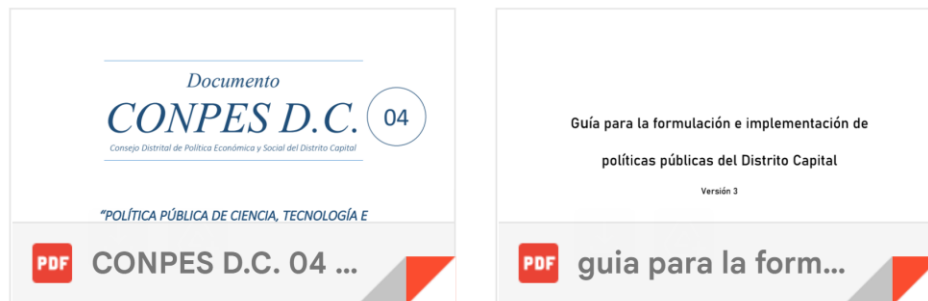 Documento
CONPES D.C.
04
Consejo Distrital de Política Económica y Social del Distrito Capital
"POLÍTICA PÚBLICA DE CIENCIA, TECNOLOGÍA E
PDF CONPES D.C. 04 ...
Guía para la formulación e implementación de
políticas públicas del Distrito Capital
Versión 3
PDF guia para la form...